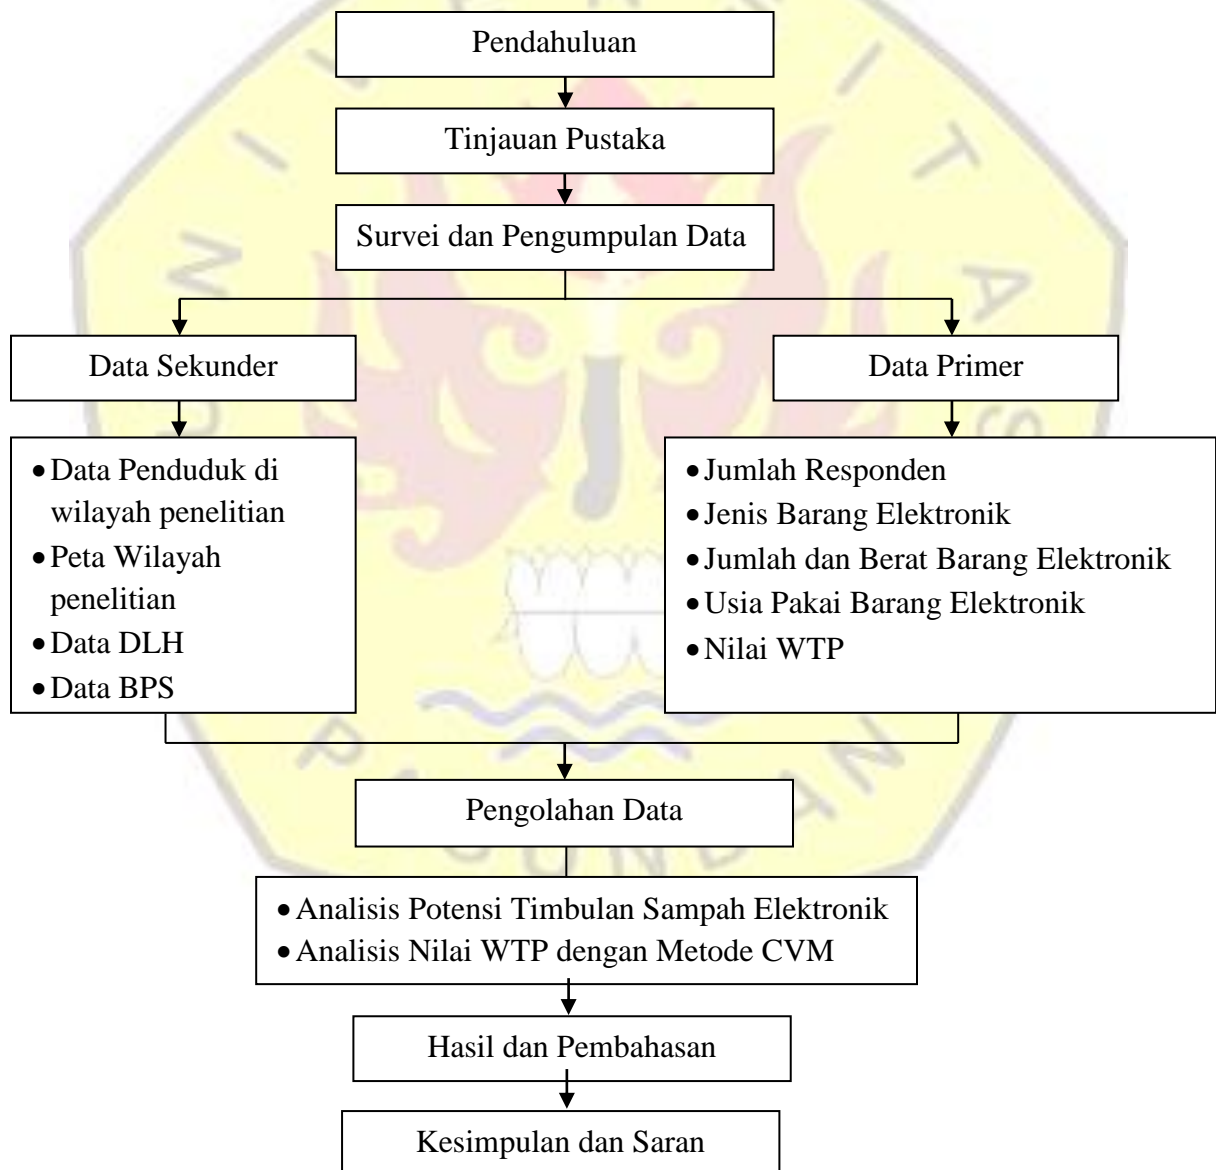 Pendahuluan
Tinjauan Pustaka
Survei dan Pengumpulan Data
Data Sekunder
Data Primer
• Data Penduduk di
wilayah penelitian
• Peta Wilayah
penelitian
• Data DLH
• Data BPS
• Jumlah Responden
• Jenis Barang Elektronik
• Jumlah dan Berat Barang Elektronik
• Usia Pakai Barang Elektronik
• Nilai WTP
Pengolahan Data
• Analisis Potensi Timbulan Sampah Elektronik
• Analisis Nilai WTP dengan Metode CVM
Hasil dan Pembahasan
Kesimpulan dan Saran